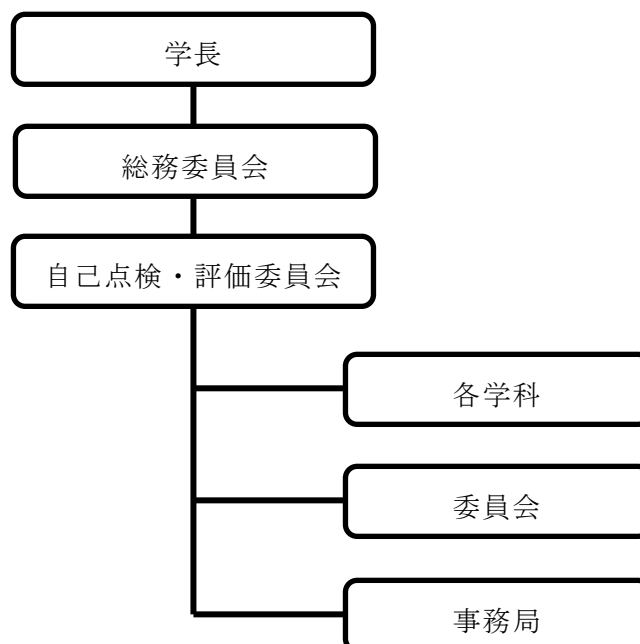 学長
総務委員会
自己点検・評価委員会
各学科
委員会
事務局